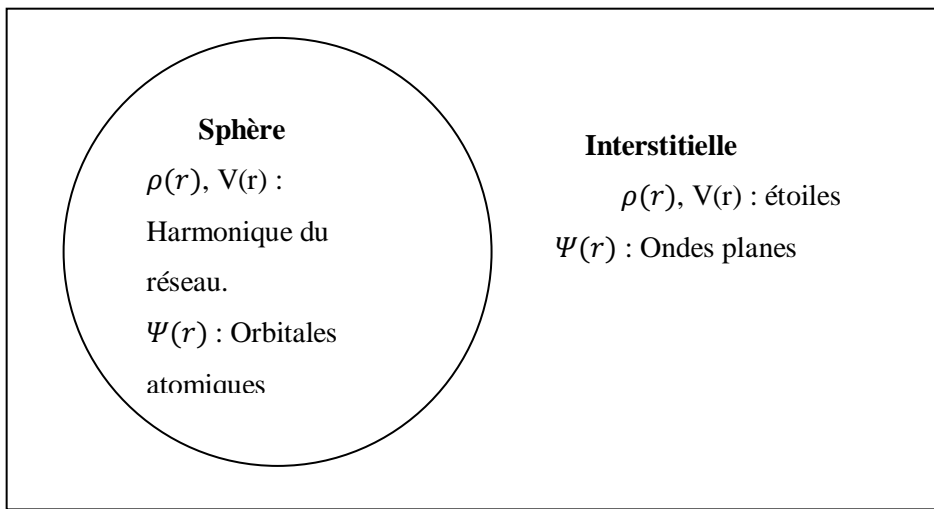 Sphère
ρ(r), V(r) :
Harmonique du
réseau.
Ψ(r) : Orbitales
atomiques
Interstitielle
ρ(r), V(r) : étoiles
Ψ(r) : Ondes planes